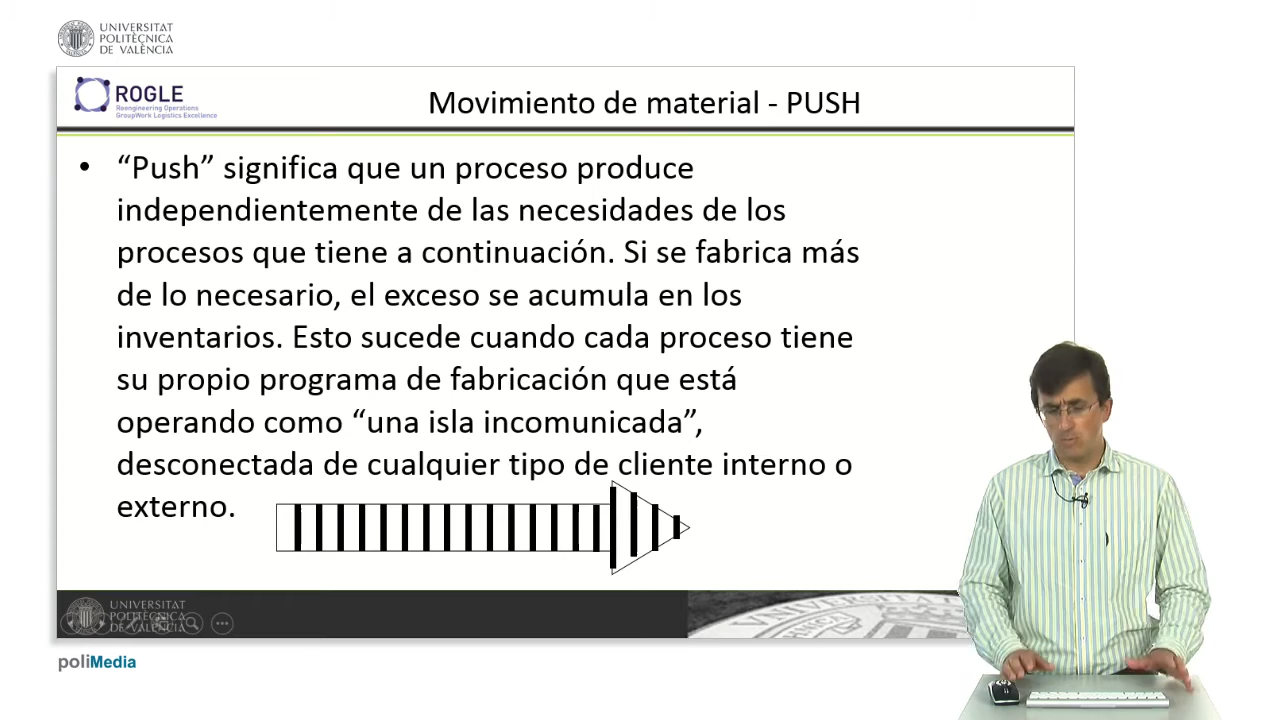 UNIVERSITAT
POLITÈCNICA
DE VALÈNCIA
ROGLE
Reengineering Operations
GroupWork Logistics Excellence
Movimiento de material - PUSH
• “Push” significa que un proceso produce
independientemente de las necesidades de los
procesos que tiene a continuación. Si se fabrica más
de lo necesario, el exceso se acumula en los
inventarios. Esto sucede cuando cada proceso tiene
su propio programa de fabricación que está
operando como “una isla incomunicada”,
desconectada de cualquier tipo de cliente interno o
externo.
UNIVERSITAT
POLITÈCNICA
DE VALÈNCIA
poliMedia